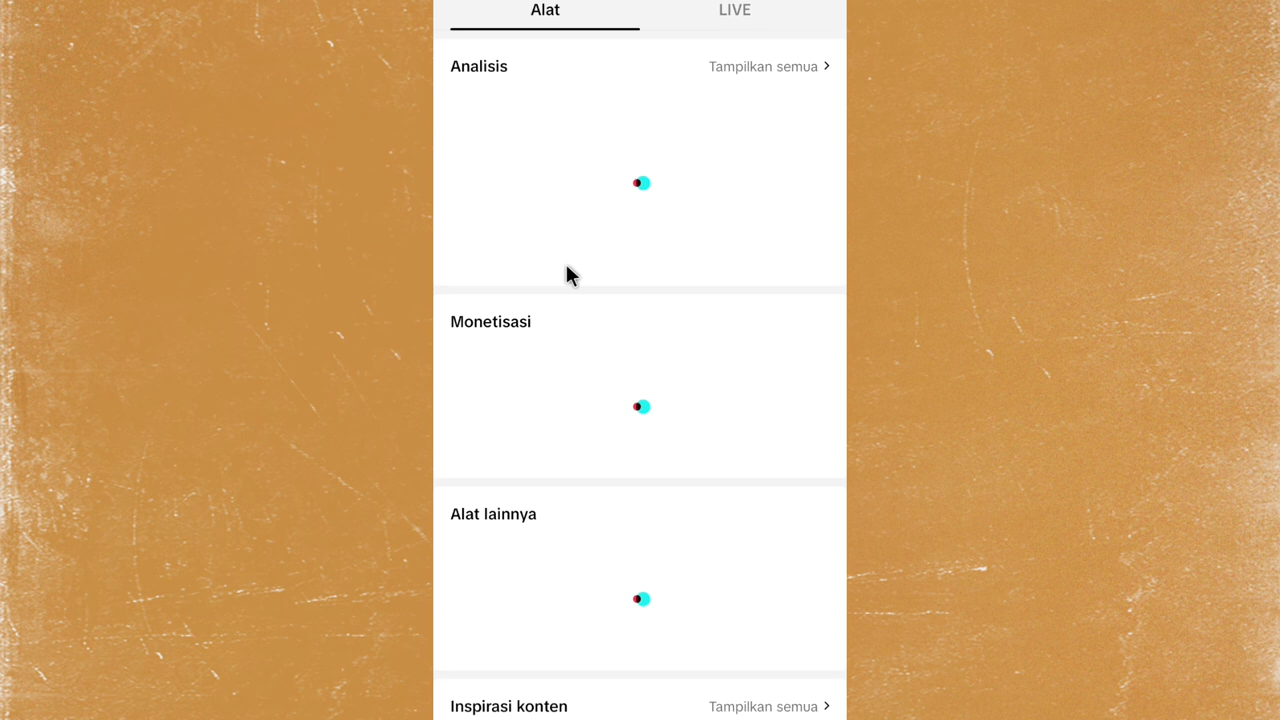 Alat
LIVE
Analisis
Tampilkan semua
Monetisasi
Alat lainnya
Inspirasi konten
Tampilkan semua